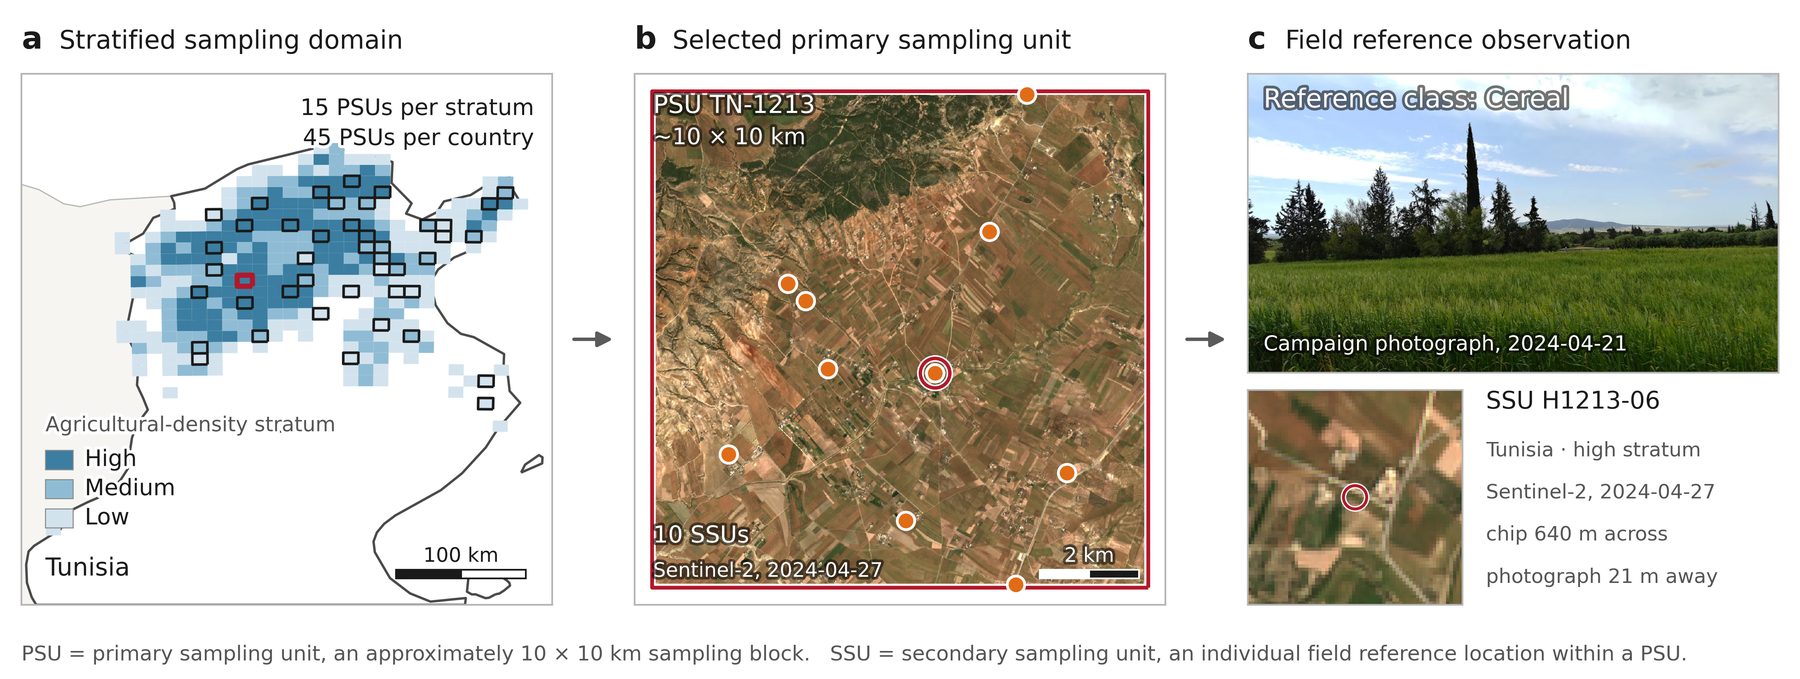 a Stratified sampling domain
15 PSUs per stratum
45 PSUs per country
Agricultural-density stratum
High
Medium
Low
Tunisia
100 km
b Selected primary sampling unit
PSU TN-1213
~10 × 10 km
10 SSUs
Sentinel-2, 2024-04-27
2 km
c Field reference observation
Reference class: Cereal
Campaign photograph, 2024-04-21
SSU H1213-06
Tunisia · high stratum
Sentinel-2, 2024-04-27
chip 640 m across
photograph 21 m away
PSU = primary sampling unit, an approximately 10 × 10 km sampling block. SSU = secondary sampling unit, an individual field reference location within a PSU.